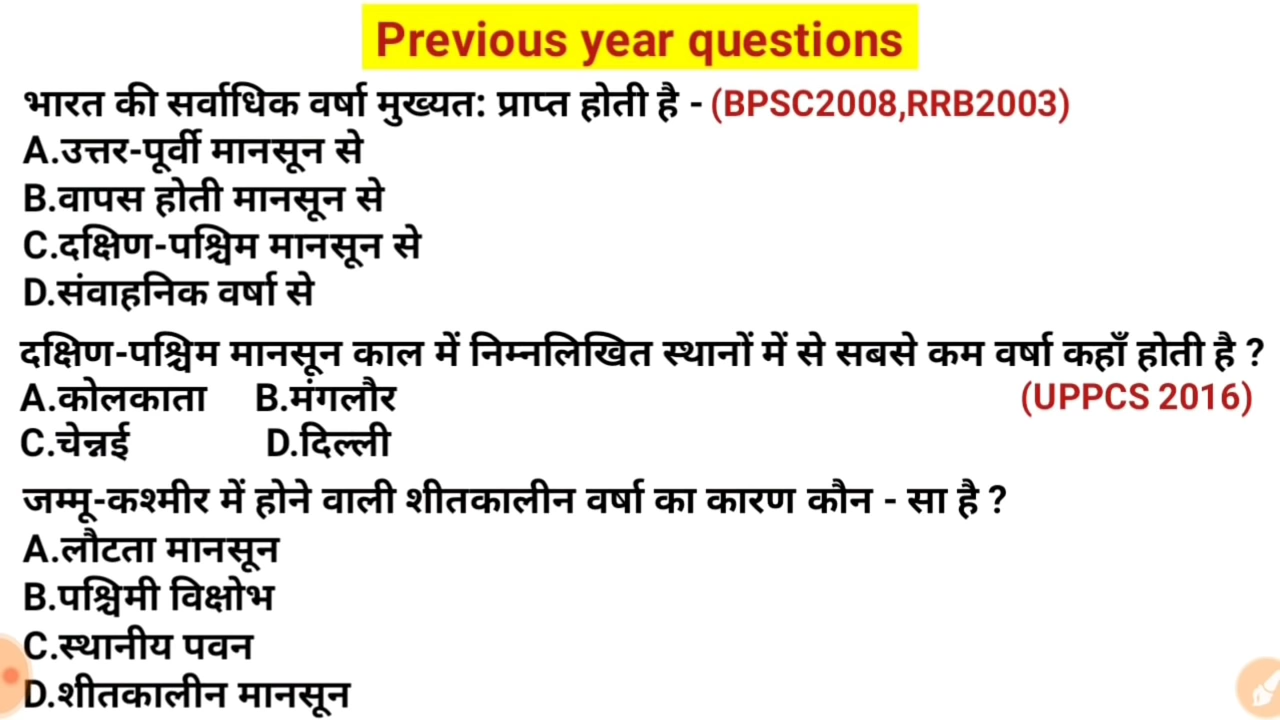 Previous year questions
भारत की सर्वाधिक वर्षा मुख्यत: प्राप्त होती है - (BPSC2008,RRB2003)
A.उत्तर-पूर्वी मानसून से
B.वापस होती मानसून से
C.दक्षिण-पश्चिम मानसून से
D.संवाहनिक वर्षा से
दक्षिण-पश्चिम मानसून काल में निम्नलिखित स्थानों में से सबसे कम वर्षा कहाँ होती है ?
A.कोलकाता B.मंगलौर (UPPCS 2016)
C.चेन्नई D.दिल्ली
जम्मू-कश्मीर में होने वाली शीतकालीन वर्षा का कारण कौन - सा है ?
A.लौटता मानसून
B.पश्चिमी विक्षोभ
C.स्थानीय पवन
D.शीतकालीन मानसून